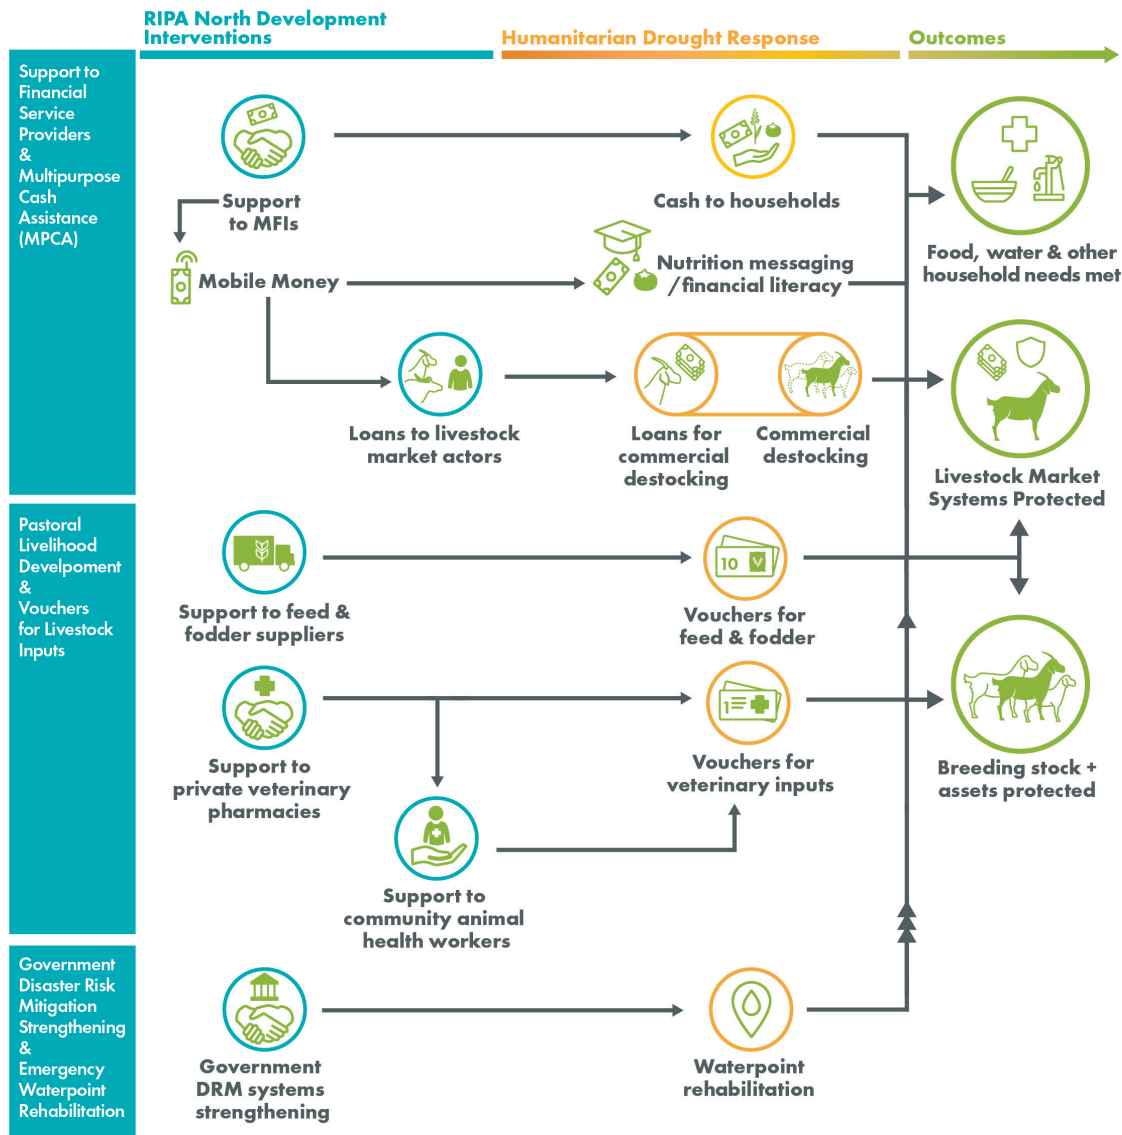 RIPA North Development
Interventions
Humanitarian Drought Response
Outcomes
Support to
Financial
Service
Providers
&
Multipurpose
Cash
Assistance
(MPCA)
Support
to MFIs
Cash to households
Food, water & other
household needs met
Mobile Money
Nutrition messaging
/financial literacy
Loans to livestock
market actors
Loans for
commercial
destocking
Commercial
destocking
Livestock Market
Systems Protected
Pastoral
Livelihood
Develpoment
&
Vouchers
for Livestock
Inputs
Support to feed &
fodder suppliers
10 V
Vouchers for
feed & fodder
Support to
private veterinary
pharmacies
1
Vouchers for
veterinary inputs
Breeding stock +
assets protected
Support to
community animal
health workers
Government
Disaster Risk
Mitigation
Strengthening
&
Emergency
Waterpoint
Rehabilitation
Government
DRM systems
strengthening
Waterpoint
rehabilitation